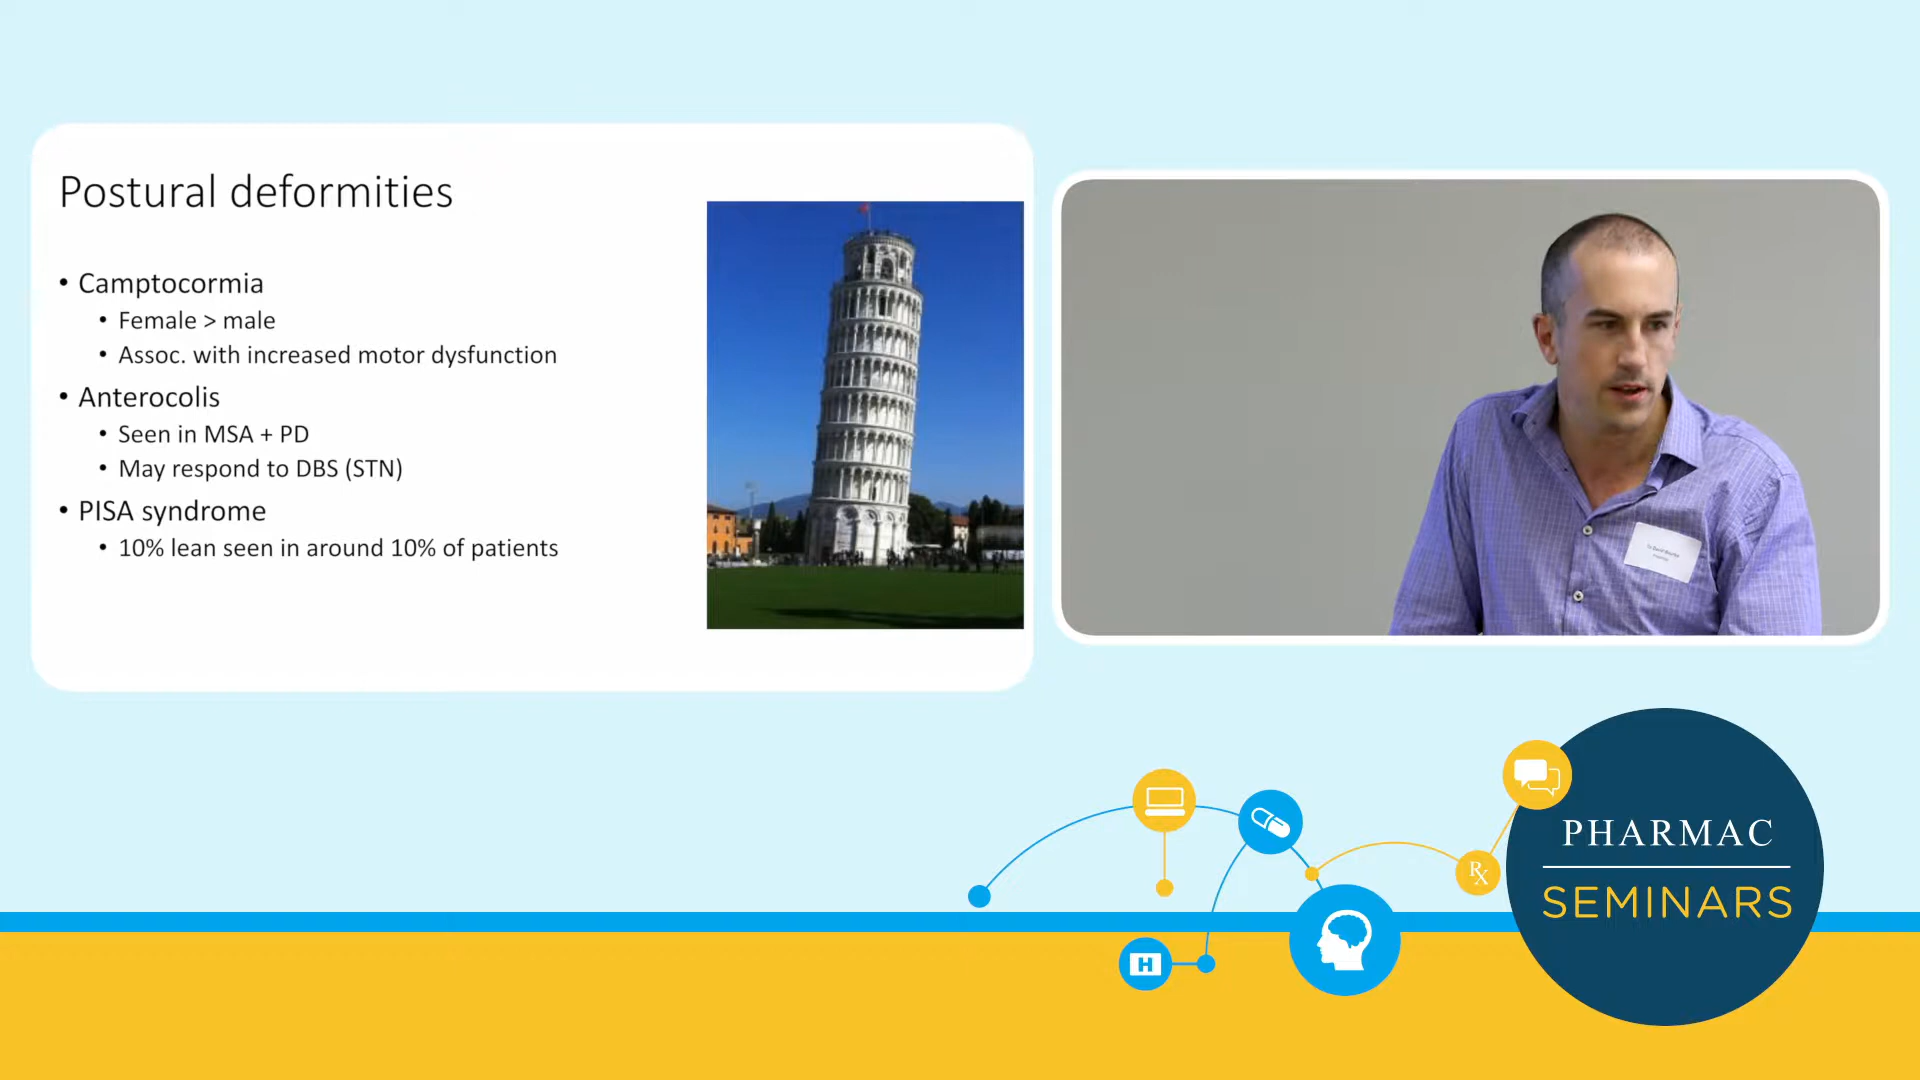 Postural deformities
• Camptocormia
• Female > male
• Assoc. with increased motor dysfunction
• Anterocolis
• Seen in MSA + PD
• May respond to DBS (STN)
• PISA syndrome
• 10% lean seen in around 10% of patients
PHARMAC
SEMINARS
Rx
H